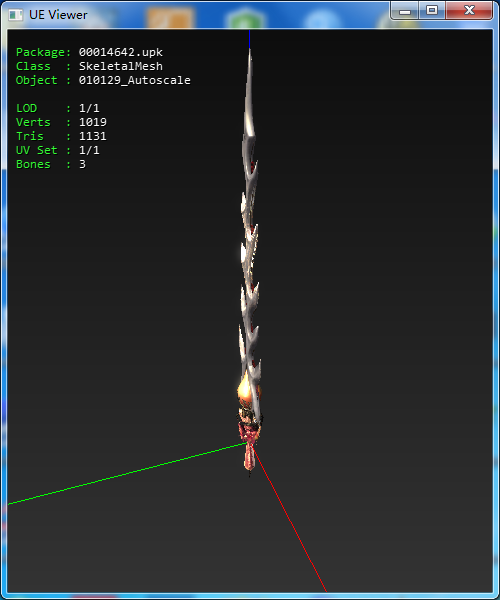 UE Viewer
Package: 00014642.upk
Class : SkeletalMesh
Object : 010129_Autoscale
LOD : 1/1
Verts : 1019
Tris : 1131
UV Set : 1/1
Bones : 3